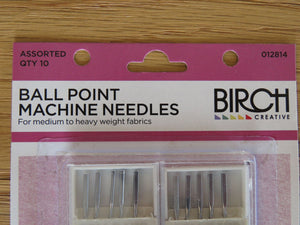 ASSORTED
QTY 10
012814
BALL POINT
MACHINE NEEDLES
For medium to heavy weight fabrics
BIRCH
CREATIVE